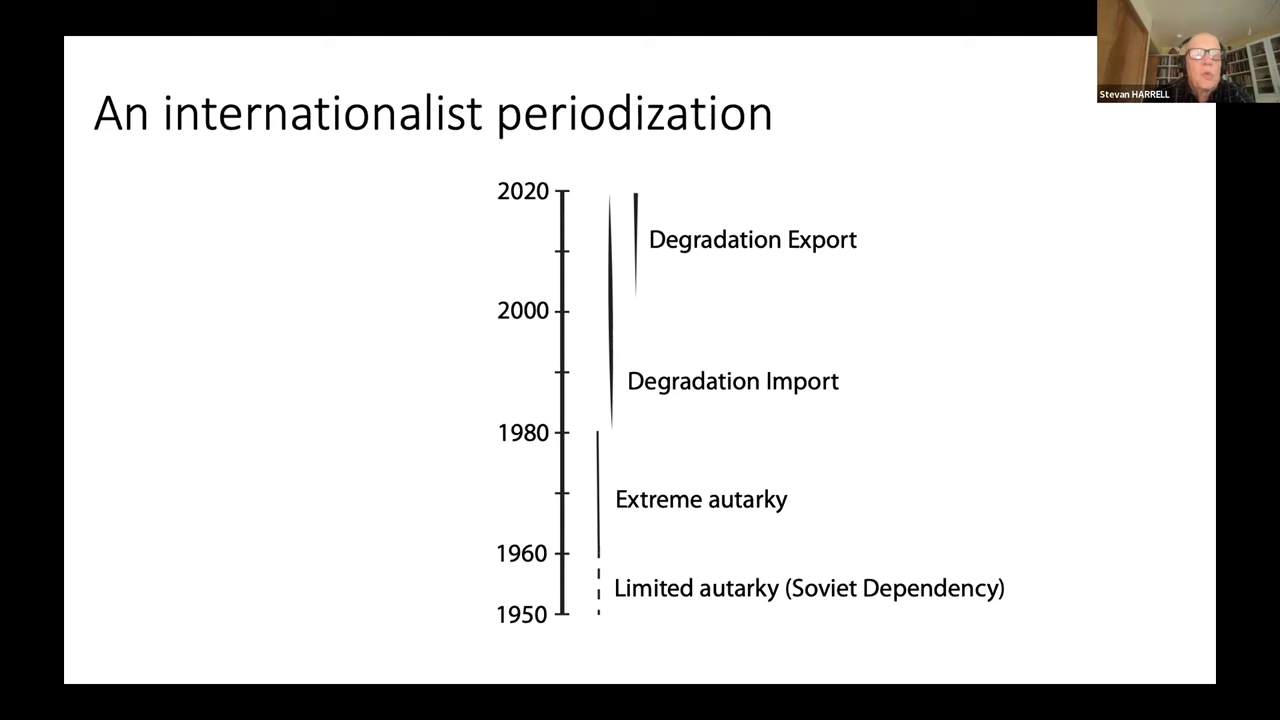 Stevan HARRELL
An internationalist periodization
2020
Degradation Export
2000
Degradation Import
1980
Extreme autarky
1960
Limited autarky (Soviet Dependency)
1950